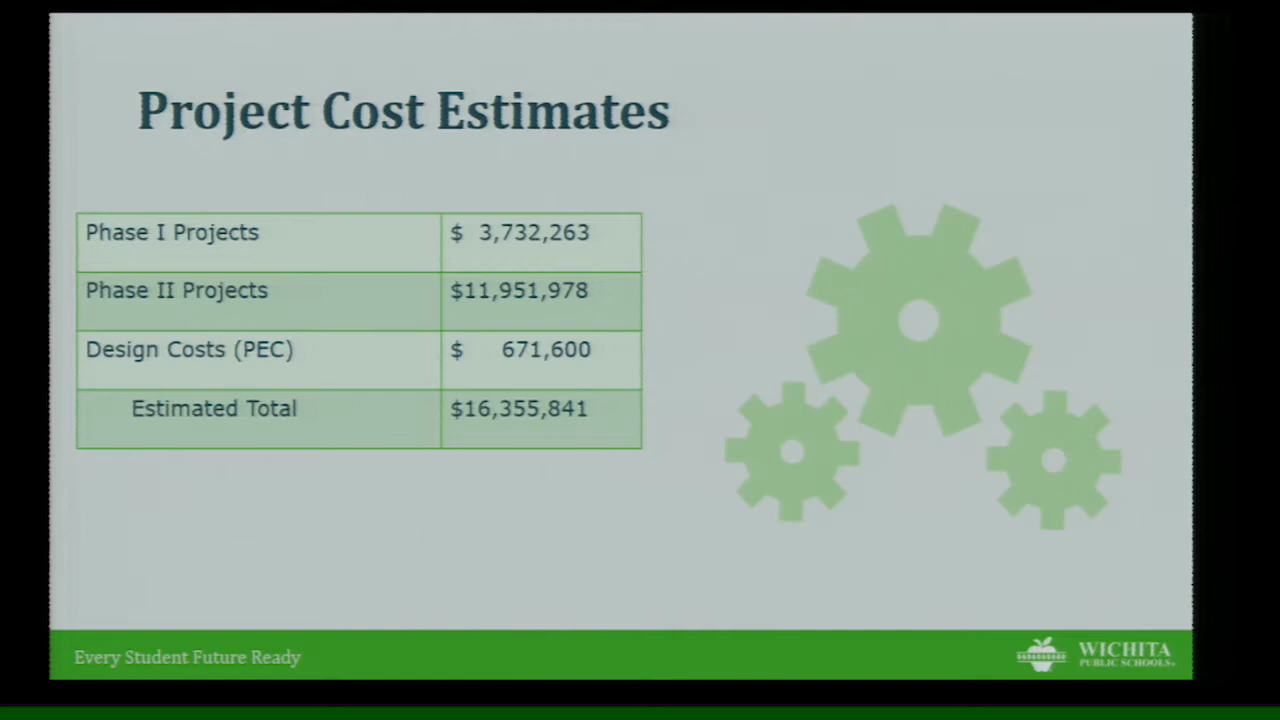 Project Cost Estimates
Phase I Projects $ 3,732,263
Phase II Projects $11,951,978
Design Costs (PEC) $ 671,600
Estimated Total $16,355,841
Every Student Future Ready
WICHITA
PUBLIC SCHOOLS